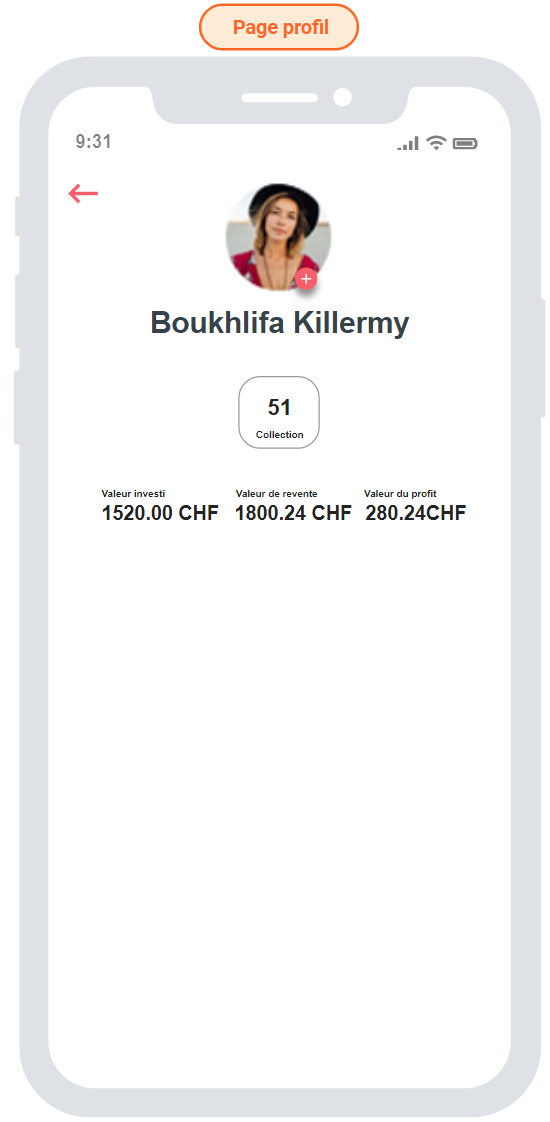 Page profil
9:31
Boukhlifa Killermy
51
Collection
Valeur investi Valeur de revente Valeur du profit
1520.00 CHF 1800.24 CHF 280.24CHF